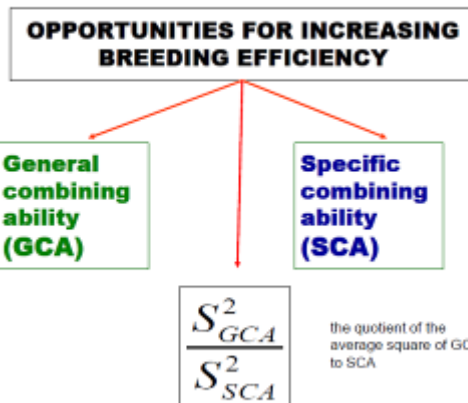 OPPORTUNITIES FOR INCREASING
BREEDING EFFICIENCY
General
combining
ability
(GCA)
Specific
combining
ability
(SCA)
S²GCA
S²SCA
the quotient of the
average square of GC
to SCA